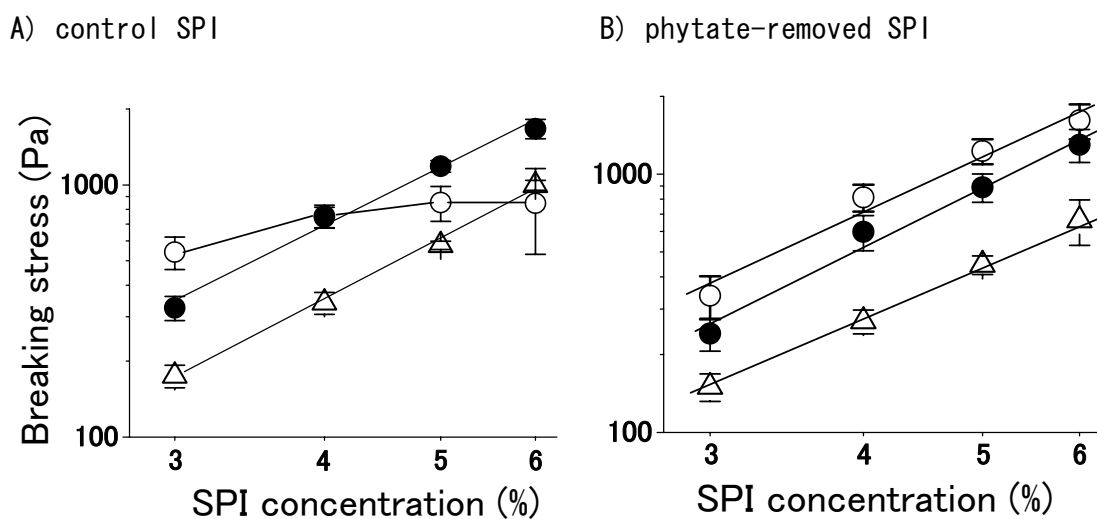 A) control SPI
B) phytate-removed SPI
Breaking stress (Pa)
1000
100
3 4 5 6
SPI concentration (%)
1000
100
3 4 5 6
SPI concentration (%)